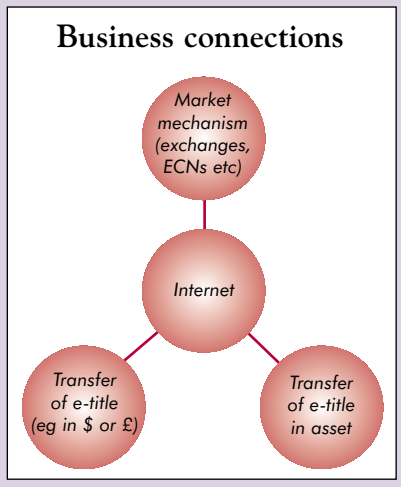 Business connections
Market
mechanism
(exchanges,
ECNs etc)
Internet
Transfer
of e-title
(eg in $ or £)
Transfer
of e-title
in asset